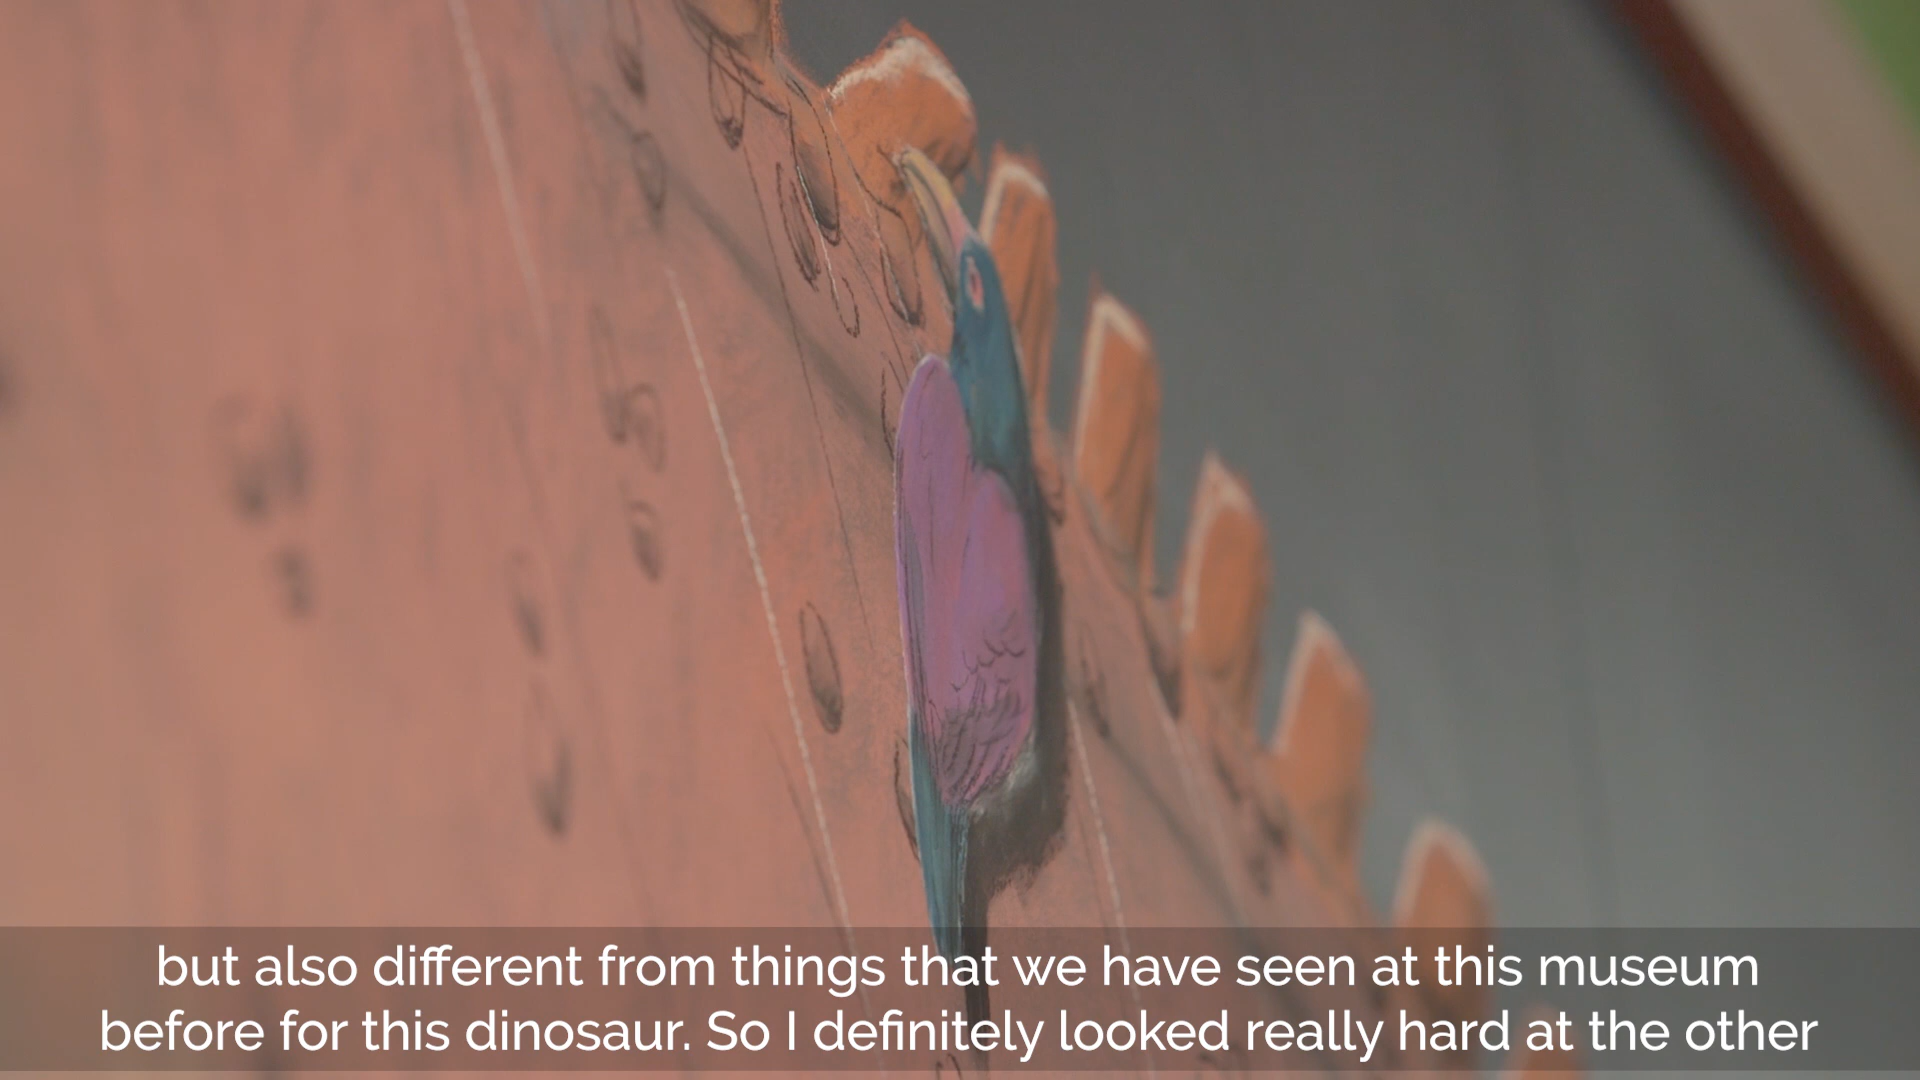 but also different from things that we have seen at this museum
before for this dinosaur. So I definitely looked really hard at the other